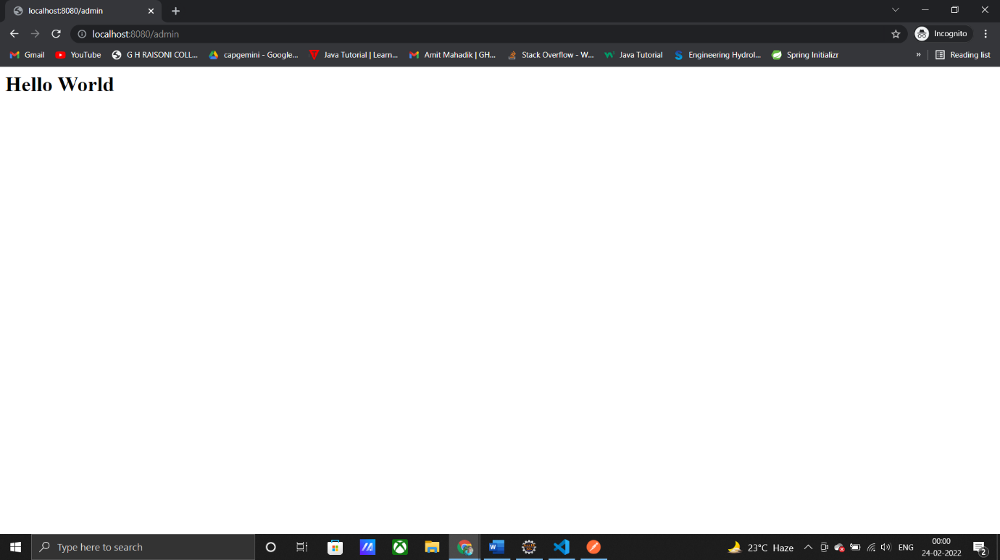 localhost:8080/admin
localhost:8080/admin
Incognito
Gmail YouTube G H RAISONI COLL... capgemini - Google... Java Tutorial | Learn... Amit Mahadik | GH... Stack Overflow - W... Java Tutorial Engineering Hydrol... Spring Initializr » Reading list
Hello World
Type here to search
23°C Haze
ENG
00:00
24-02-2022
2